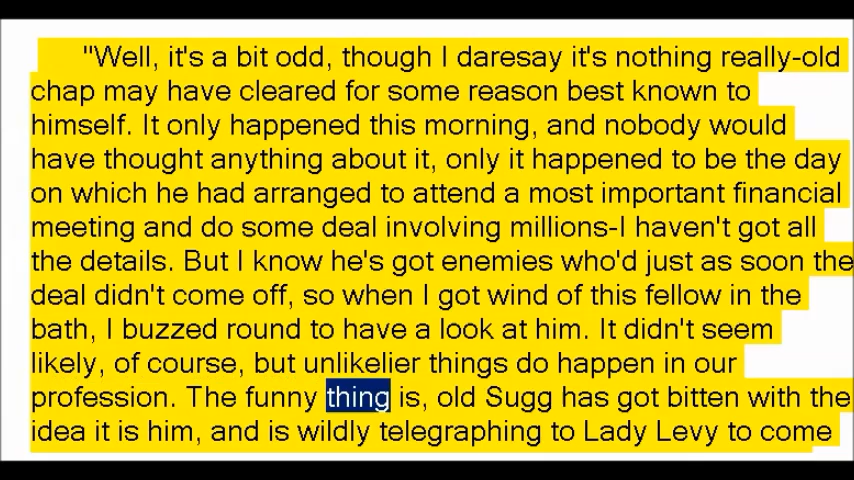 "Well, it's a bit odd, though I daresay it's nothing really-old
chap may have cleared for some reason best known to
himself. It only happened this morning, and nobody would
have thought anything about it, only it happened to be the day
on which he had arranged to attend a most important financial
meeting and do some deal involving millions-I haven't got all
the details. But I know he's got enemies who'd just as soon the
deal didn't come off, so when I got wind of this fellow in the
bath, I buzzed round to have a look at him. It didn't seem
likely, of course, but unlikelier things do happen in our
profession. The funny thing is, old Sugg has got bitten with the
idea it is him, and is wildly telegraphing to Lady Levy to come